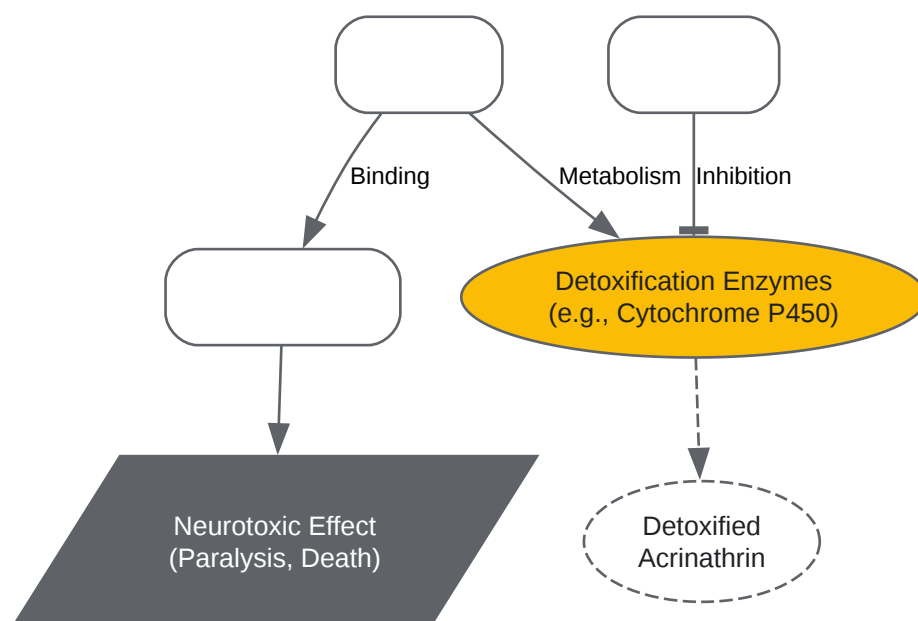 Binding
Metabolism
Inhibition
Detoxification Enzymes
(e.g., Cytochrome P450)
Neurotoxic Effect
(Paralysis, Death)
Detoxified
Acrinathrin